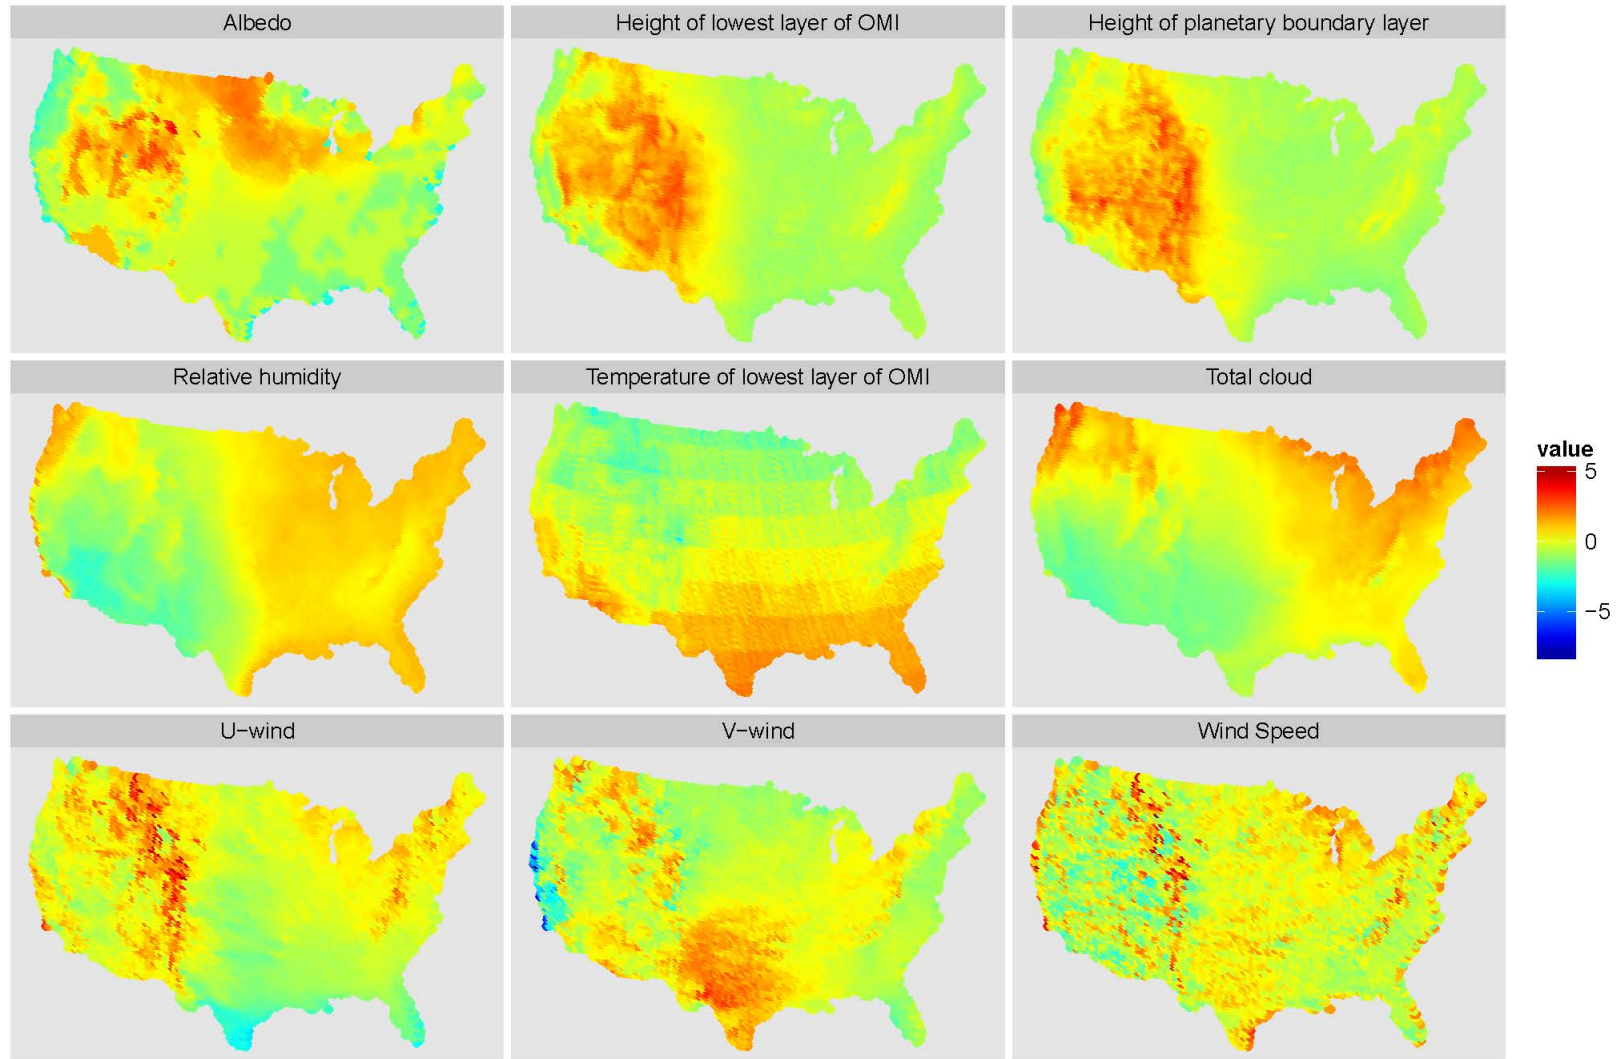 Albedo
Height of lowest layer of OMI
Height of planetary boundary layer
Relative humidity
Temperature of lowest layer of OMI
Total cloud
value
5
0
−5
U−wind
V−wind
Wind Speed